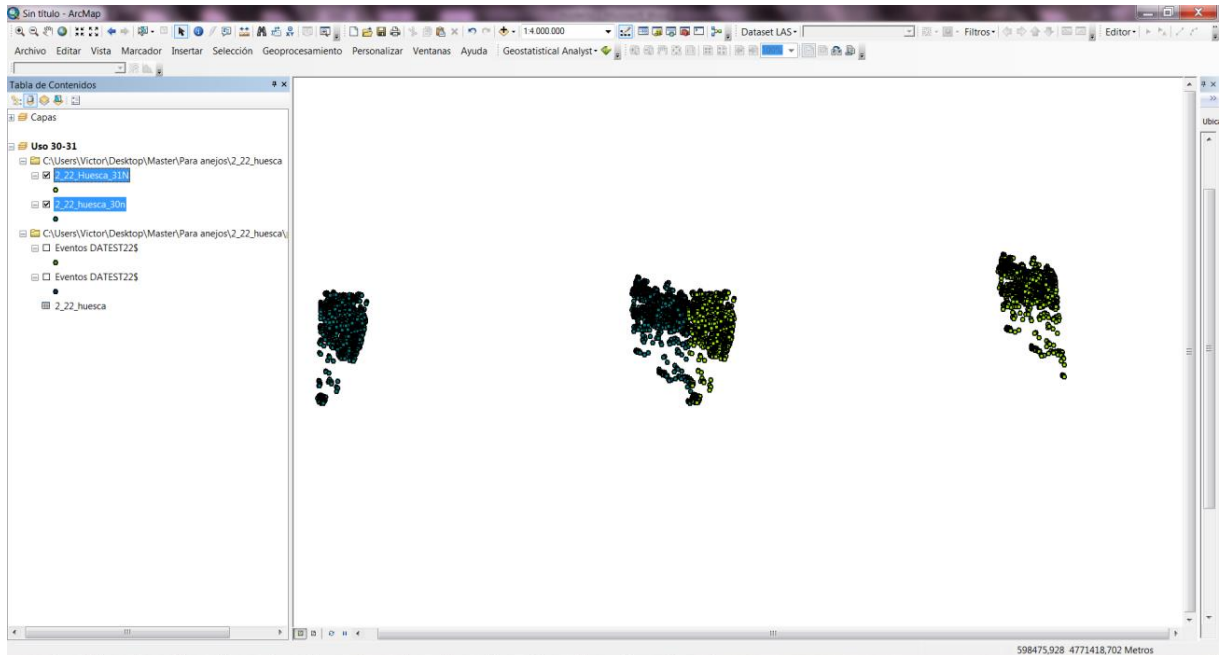 Sin título - ArcMap
1:4.000.000
Dataset LAS
Filtros
Editor
Archivo Editar Vista Marcador Insertar Selección Geoprocesamiento Personalizar Ventanas Ayuda Geostatistical Analyst
100%
Tabla de Contenidos
Capas
Uso 30-31
C:\Users\Victor\Desktop\Master\Para anejos\2_22_huesca
2_22_Huesca_31N
2_22_huesca_30n
C:\Users\Victor\Desktop\Master\Para anejos\2_22_huesca\
Eventos DATEST22$
Eventos DATEST22$
2_22_huesca
Ubic
598475,928 4771418,702 Metros